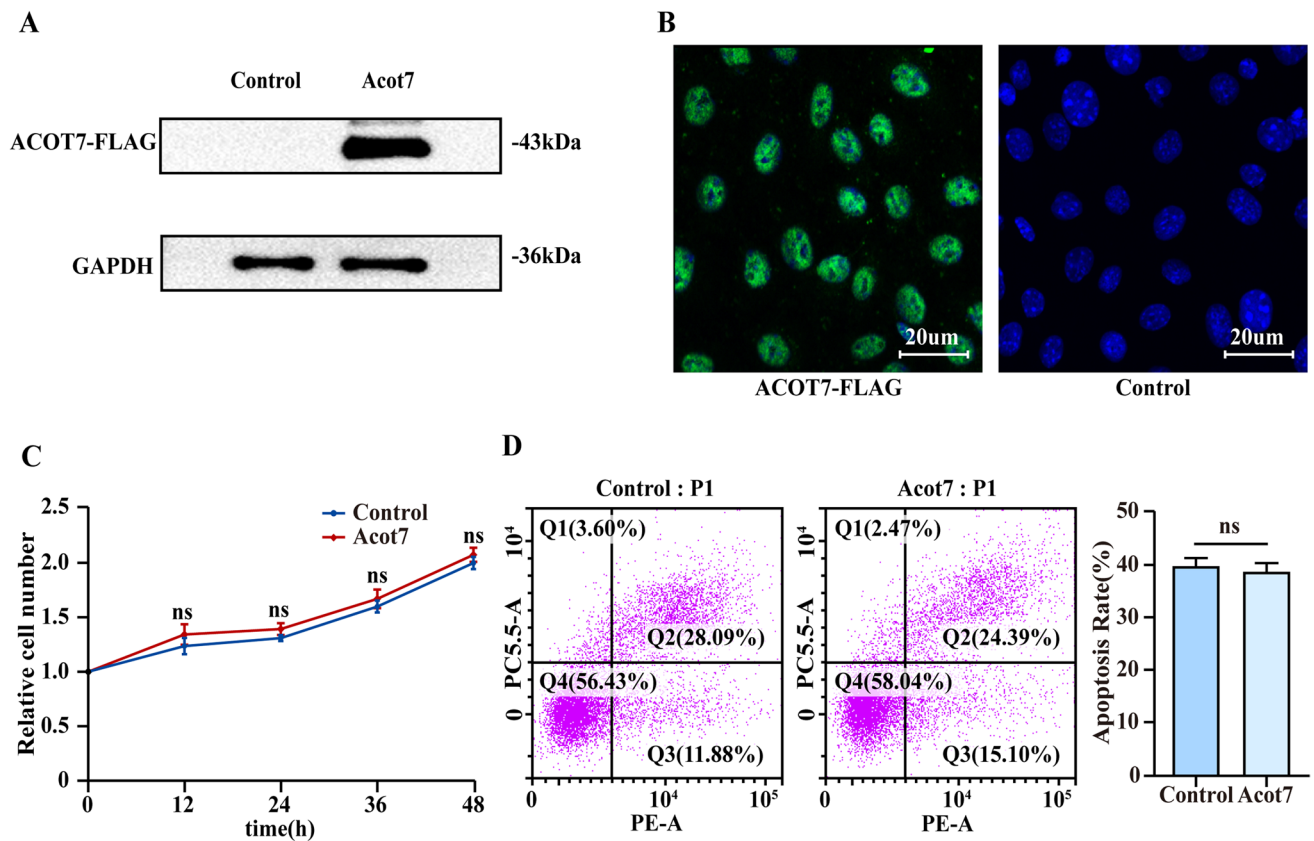 A
Control Acot7
ACOT7-FLAG
-43kDa
GAPDH
-36kDa
B
20um
20um
ACOT7-FLAG
Control
C
Relative cell number
2.5
2.0
1.5
1.0
0.5
0
Control
Acot7
ns
ns
ns
ns
0 12 24 36 48
time(h)
D
Control : P1
PC5.5-A
10⁴
0
Q1(3.60%)
Q2(28.09%)
Q4(56.43%)
Q3(11.88%)
0 10⁴ 10⁵
PE-A
Acot7 : P1
PC5.5-A
10⁴
0
Q1(2.47%)
Q2(24.39%)
Q4(58.04%)
Q3(15.10%)
0 10⁴ 10⁵
PE-A
Apoptosis Rate(%)
50
40
30
20
10
0
ns
Control Acot7